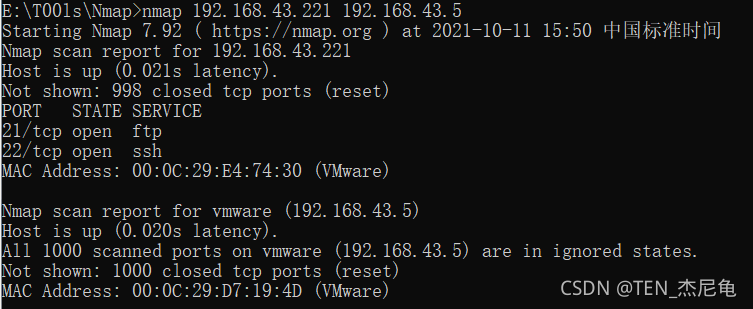 E:\TO0ls\Nmap>nmap 192.168.43.221 192.168.43.5
Starting Nmap 7.92 ( https://nmap.org ) at 2021-10-11 15:50 中国标准时间
Nmap scan report for 192.168.43.221
Host is up (0.021s latency).
Not shown: 998 closed tcp ports (reset)
PORT   STATE SERVICE
21/tcp open  ftp
22/tcp open  ssh
MAC Address: 00:0C:29:E4:74:30 (VMware)
Nmap scan report for vmware (192.168.43.5)
Host is up (0.020s latency).
All 1000 scanned ports on vmware (192.168.43.5) are in ignored states.
Not shown: 1000 closed tcp ports (reset)
MAC Address: 00:0C:29:D7:19:4D (VMware)
CSDN @TEN_杰尼龟